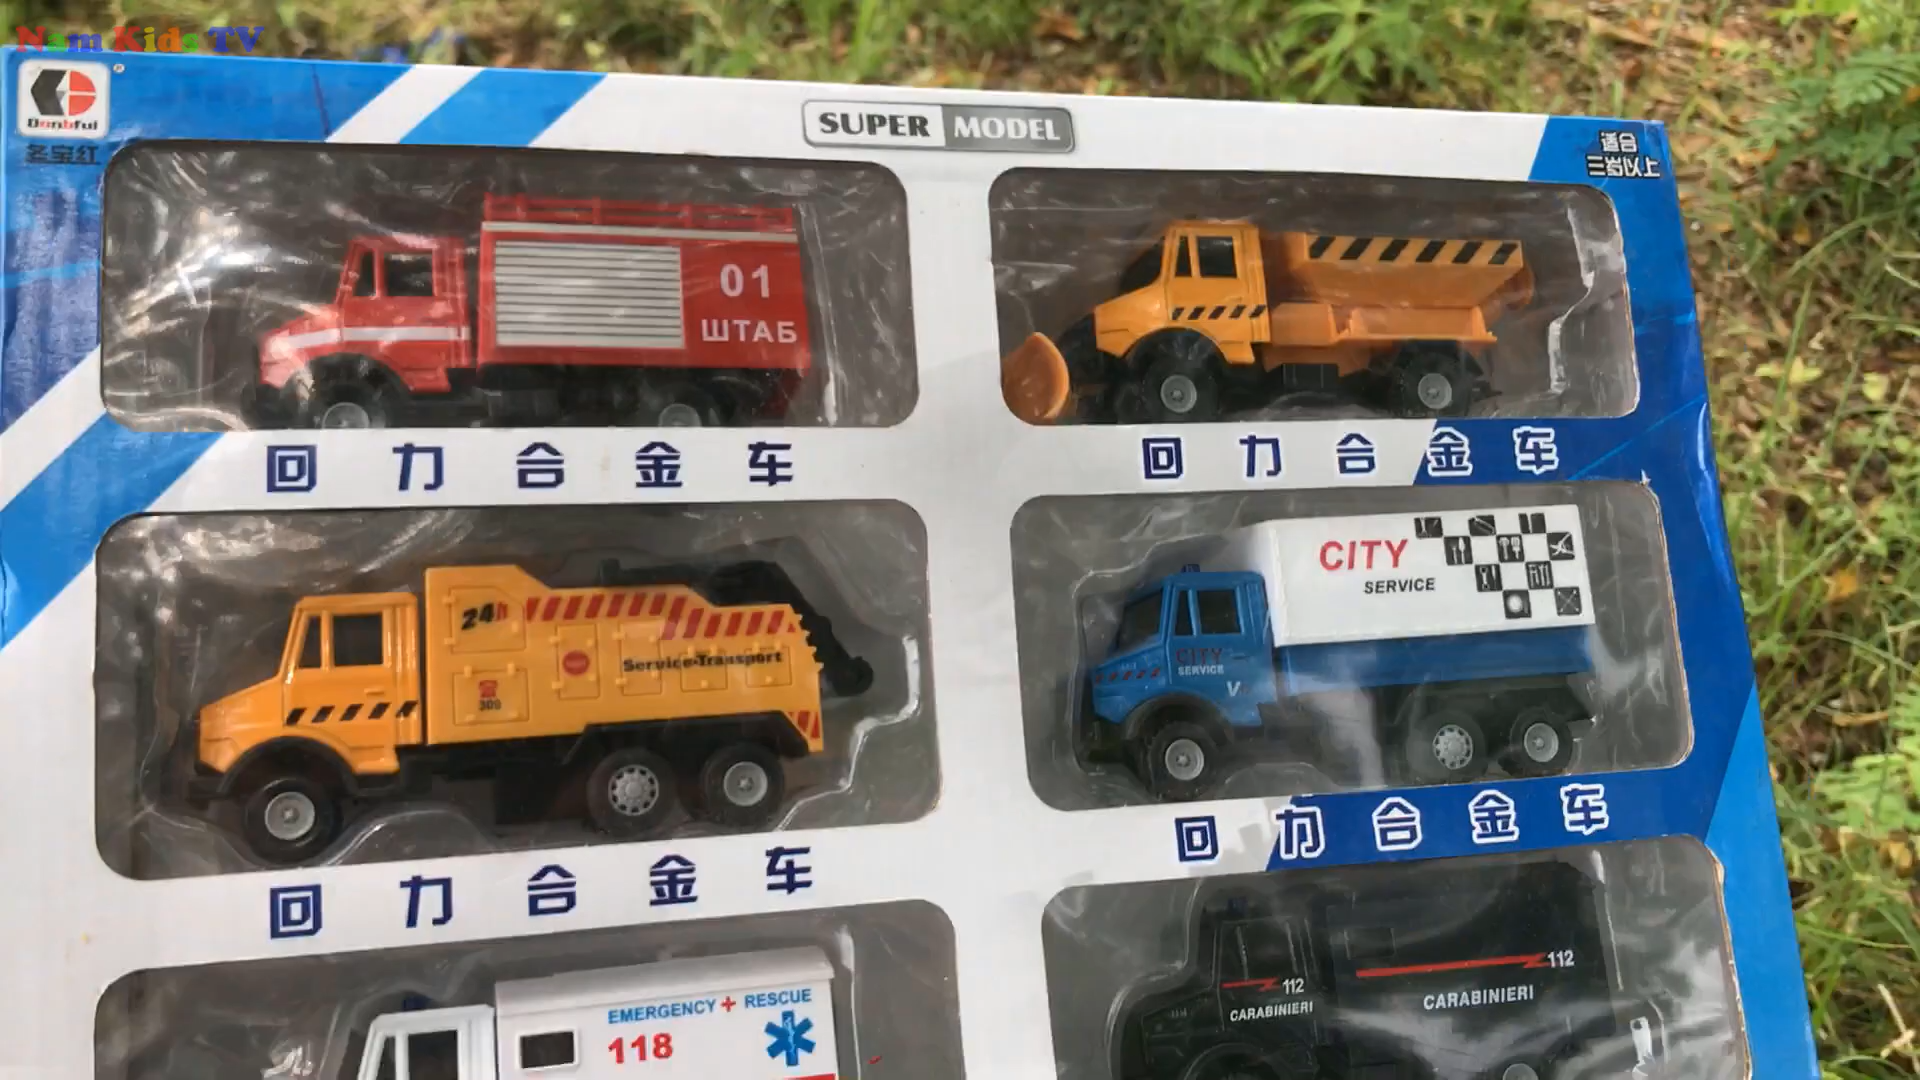 Nam Kids TV
Donbful
冬宝红
SUPER MODEL
适合
三岁以上
01
ШТАБ
回力合金车
回力合金车
24h
Service-Transport
309
CITY
SERVICE
CITY
SERVICE
回力合金车
回力合金车
EMERGENCY + RESCUE
118
112
CARABINIERI
112
CARABINIERI